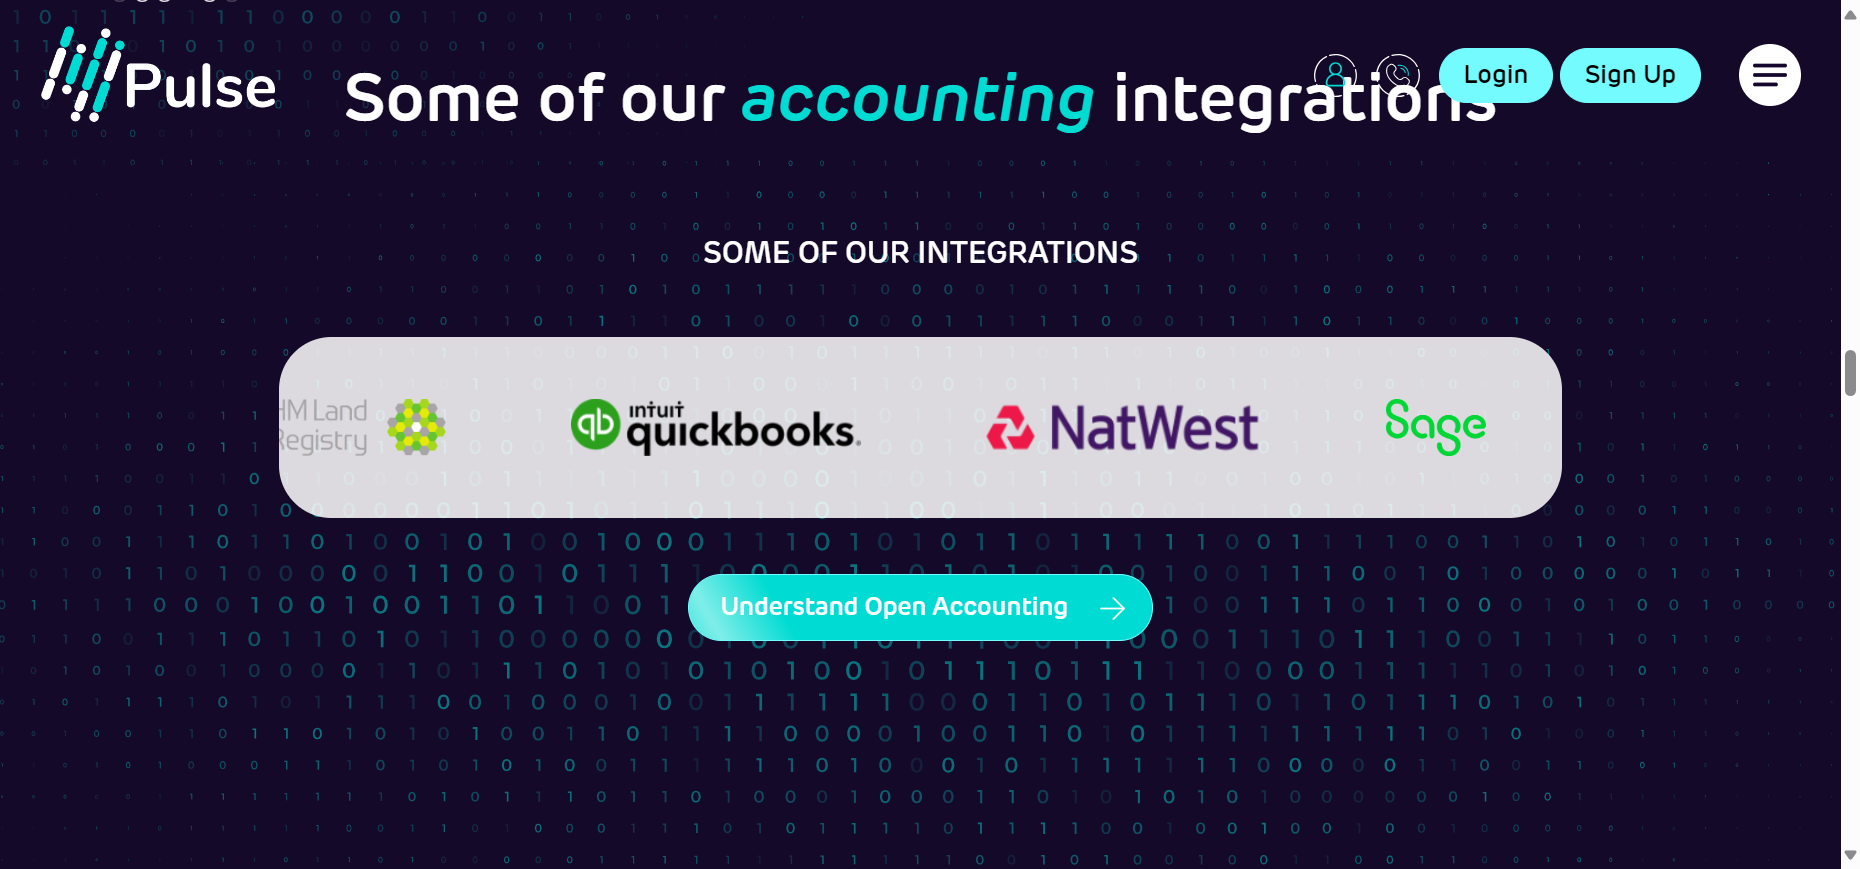 Pulse
Some of our accounting integrations
Login
Sign Up
SOME OF OUR INTEGRATIONS
HM Land
Registry
intuit
quickbooks.
NatWest
Sage
Understand Open Accounting